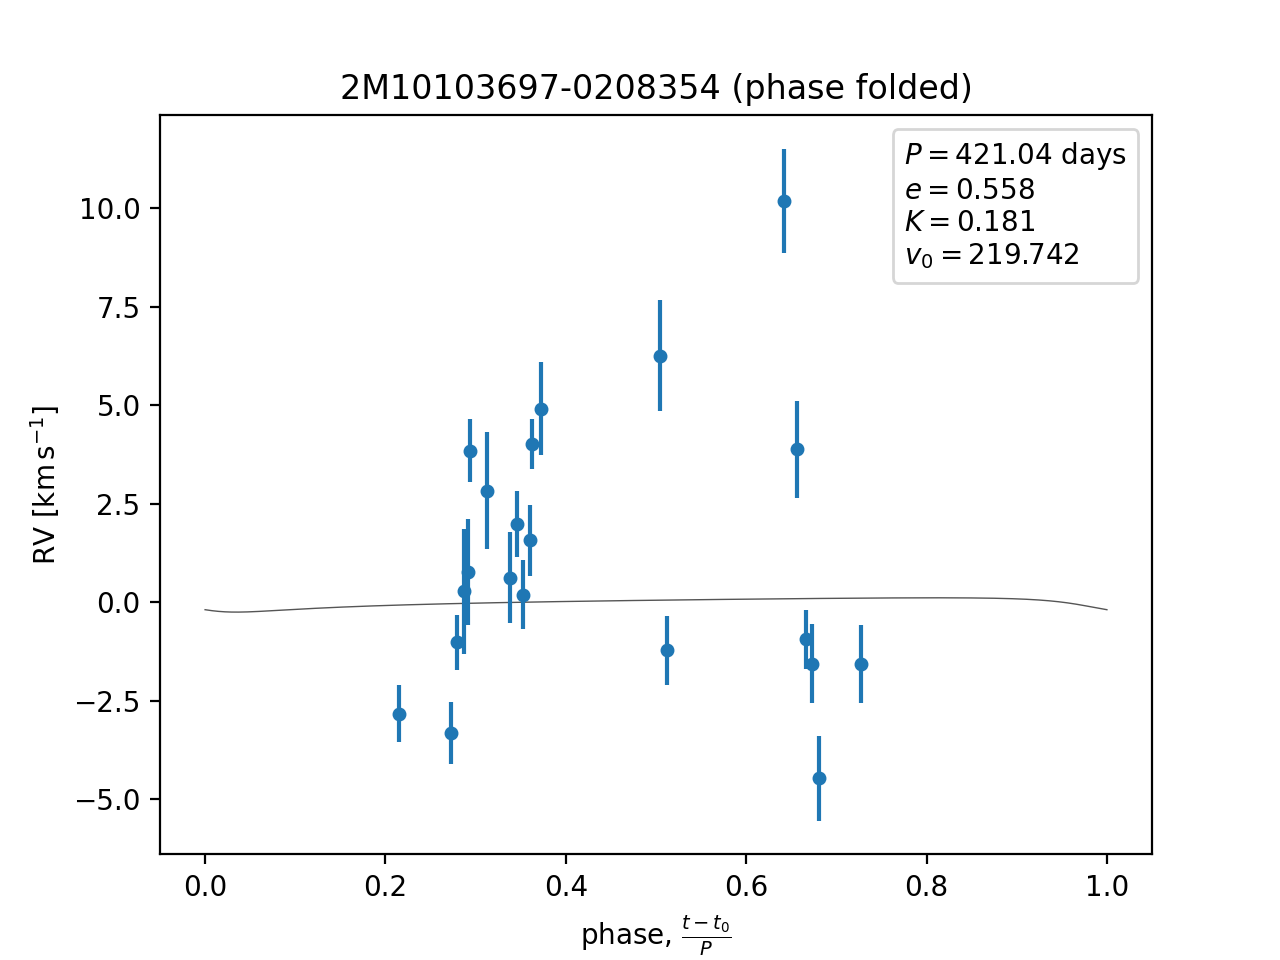 2M10103697-0208354 (phase folded)
P = 421.04 days
e = 0.558
K = 0.181
v₀ = 219.742
10.0
7.5
5.0
2.5
0.0
−2.5
−5.0
RV [km s⁻¹]
0.0 0.2 0.4 0.6 0.8 1.0
phase, (t − t₀)/P